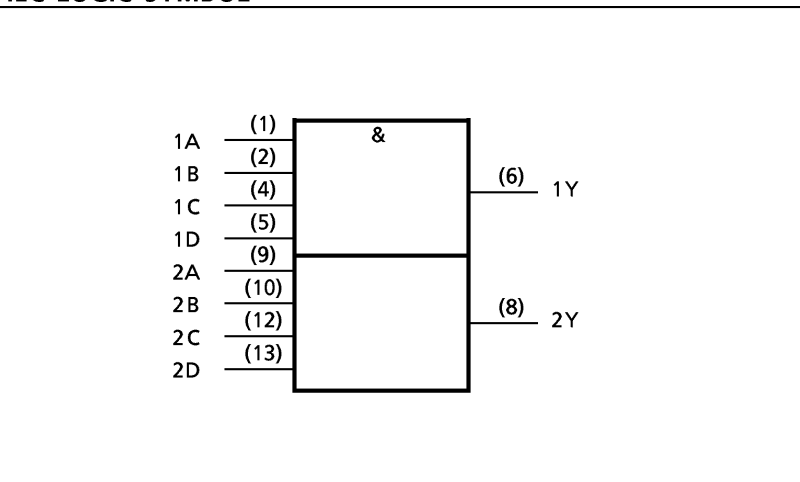 IEC LOGIC SYMBOL
&
1A (1)
1B (2)
1C (4)
1D (5)
2A (9)
2B (10)
2C (12)
2D (13)
(6) 1Y
(8) 2Y